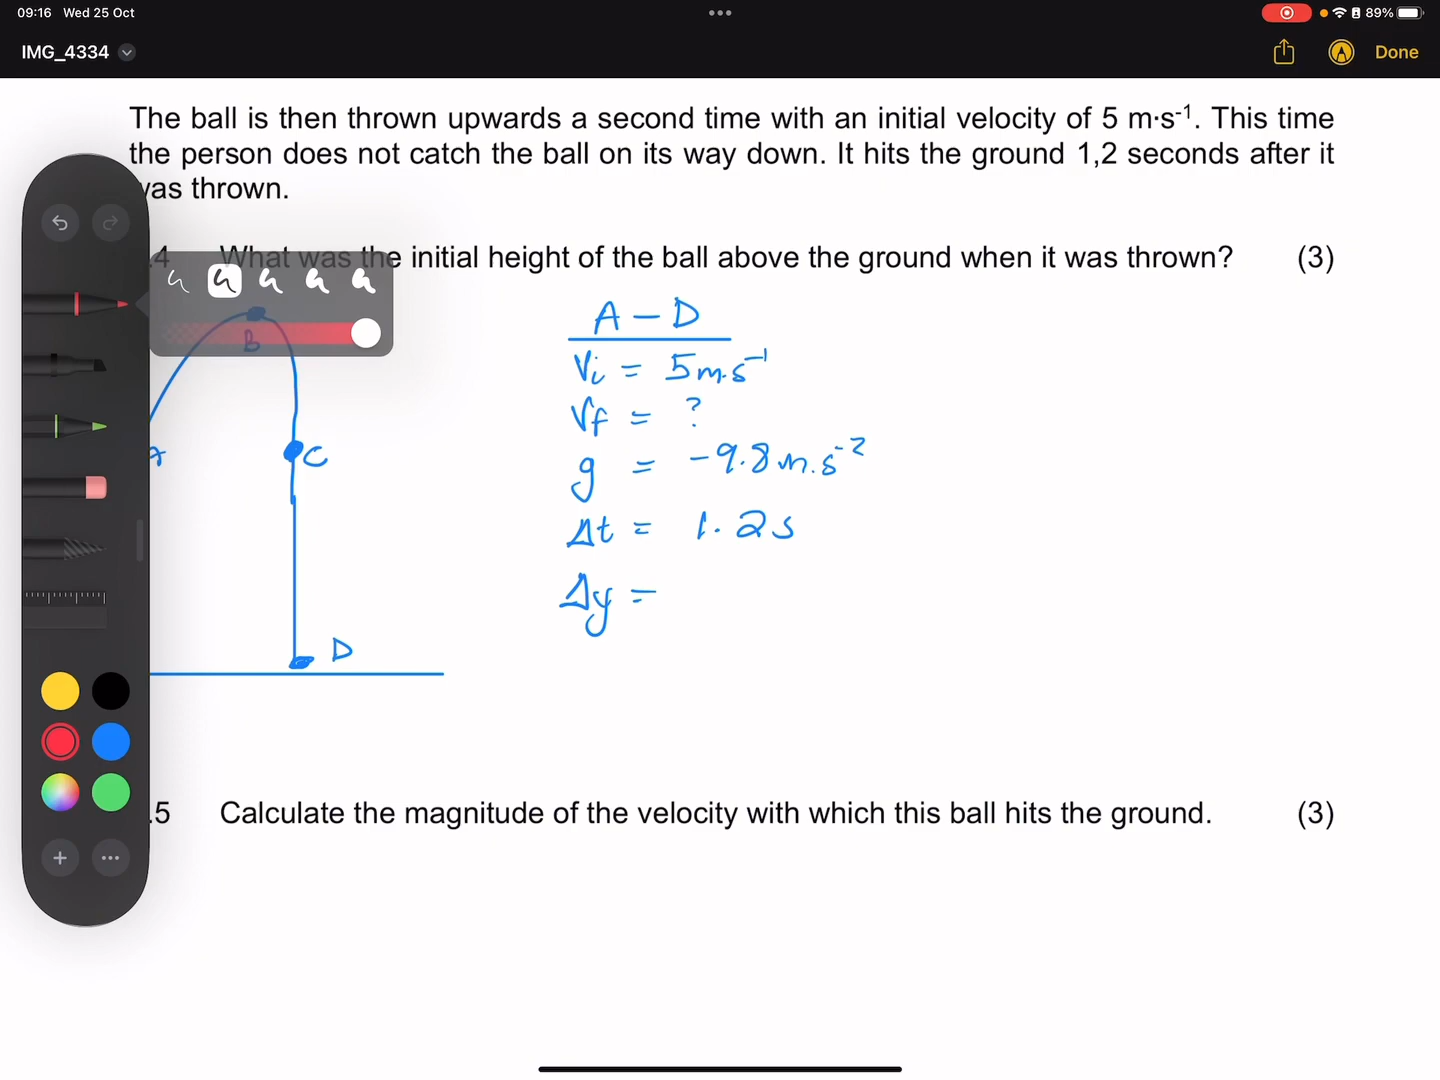 09:16 Wed 25 Oct
89%
IMG_4334
Done
The ball is then thrown upwards a second time with an initial velocity of 5 m·s⁻¹. This time
the person does not catch the ball on its way down. It hits the ground 1,2 seconds after it
was thrown.
.4 What was the initial height of the ball above the ground when it was thrown? (3)
A – D
B
Vi = 5m.s⁻¹
Vf = ?
A
C
g = -9.8m.s⁻²
Δt = 1.2s
Δy =
D
.5 Calculate the magnitude of the velocity with which this ball hits the ground. (3)